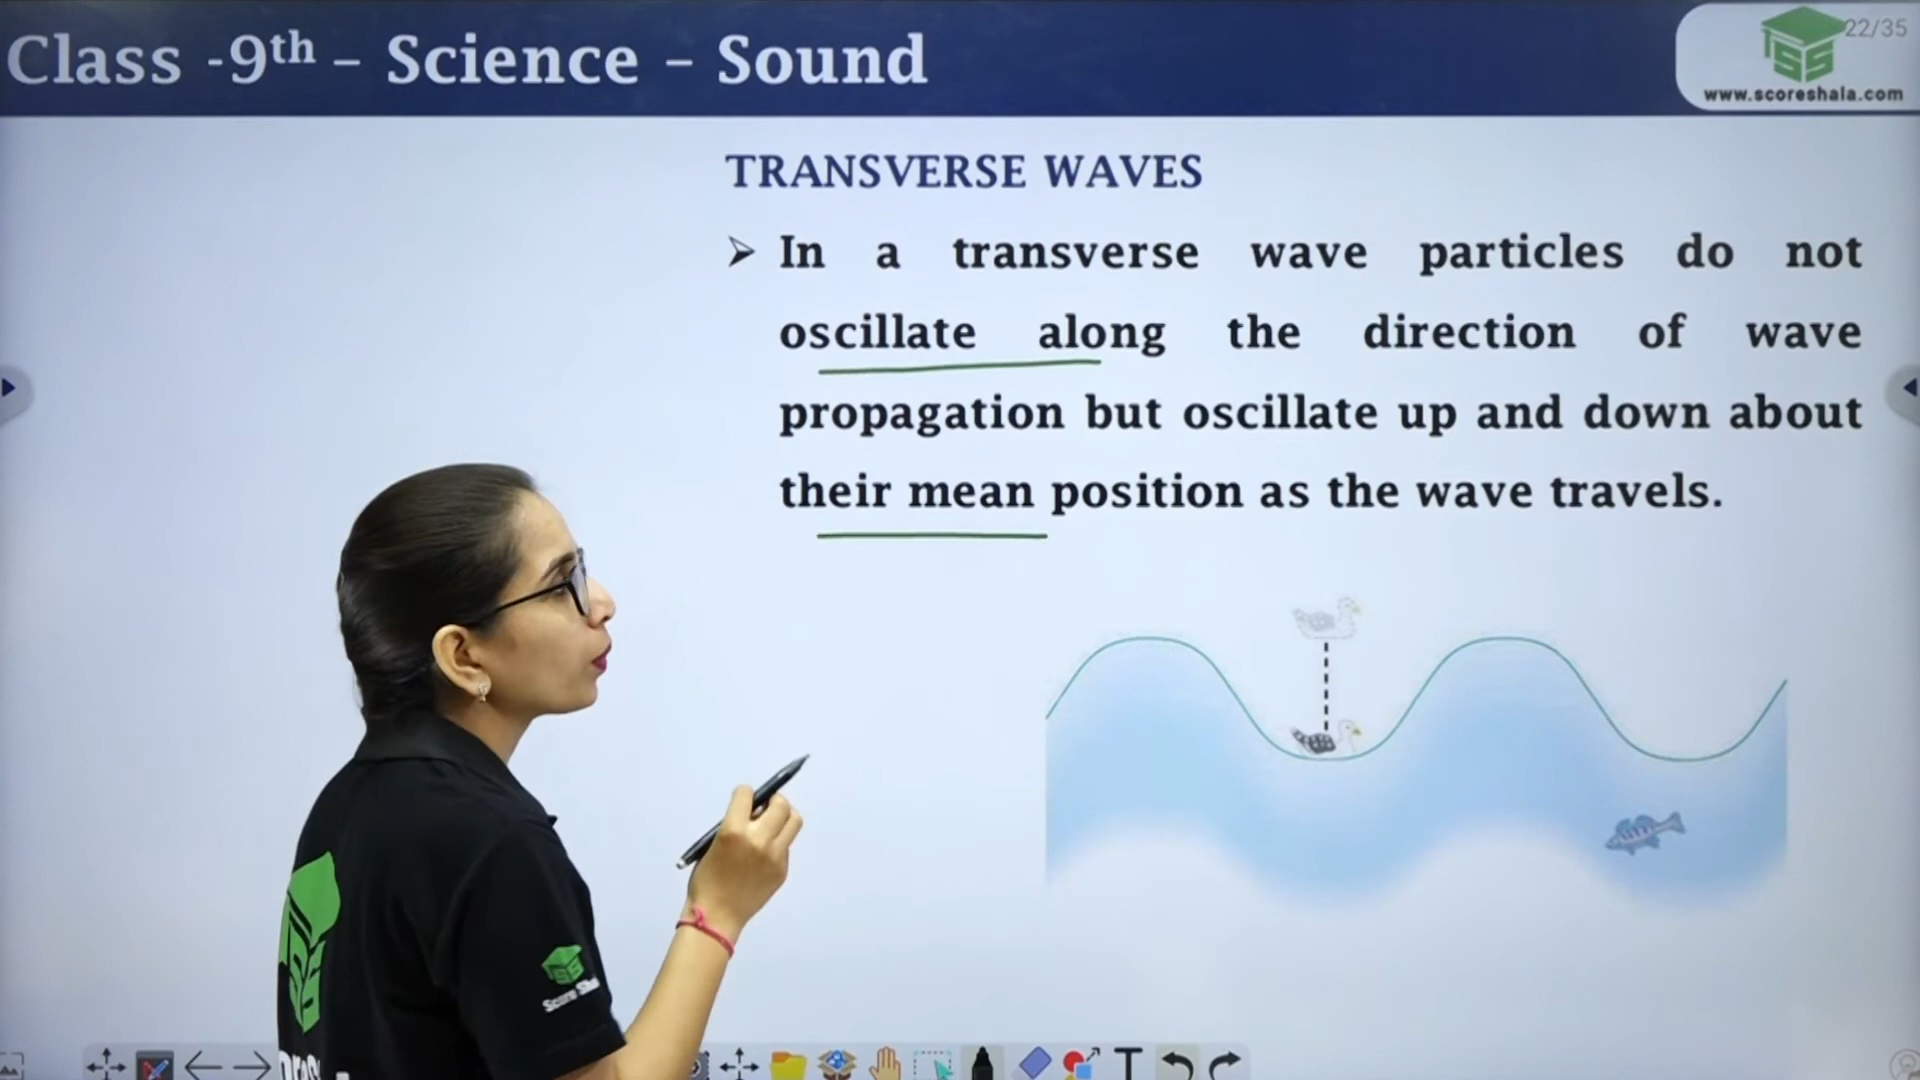 Class -9th – Science – Sound
22/35
www.scoreshala.com
TRANSVERSE WAVES
➢ In a transverse wave particles do not
oscillate along the direction of wave
propagation but oscillate up and down about
their mean position as the wave travels.